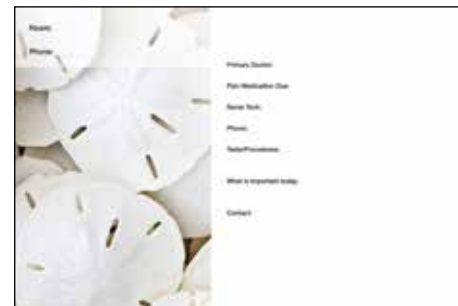 Room:
Phone:
Primary Doctor:
Pain Medication Due:
Nurse Tech:
Phone:
Tests/Procedures:
What is important today:
Contact: